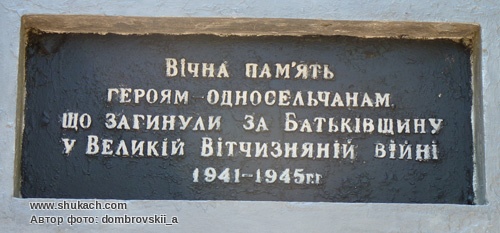 Вічна пам'ять
героям односельчанам,
що загинули за Батьківщину
у Великій Вітчизняній війні
1941-1945г.г
www.shukach.com
Автор фото: dombrovskii_a